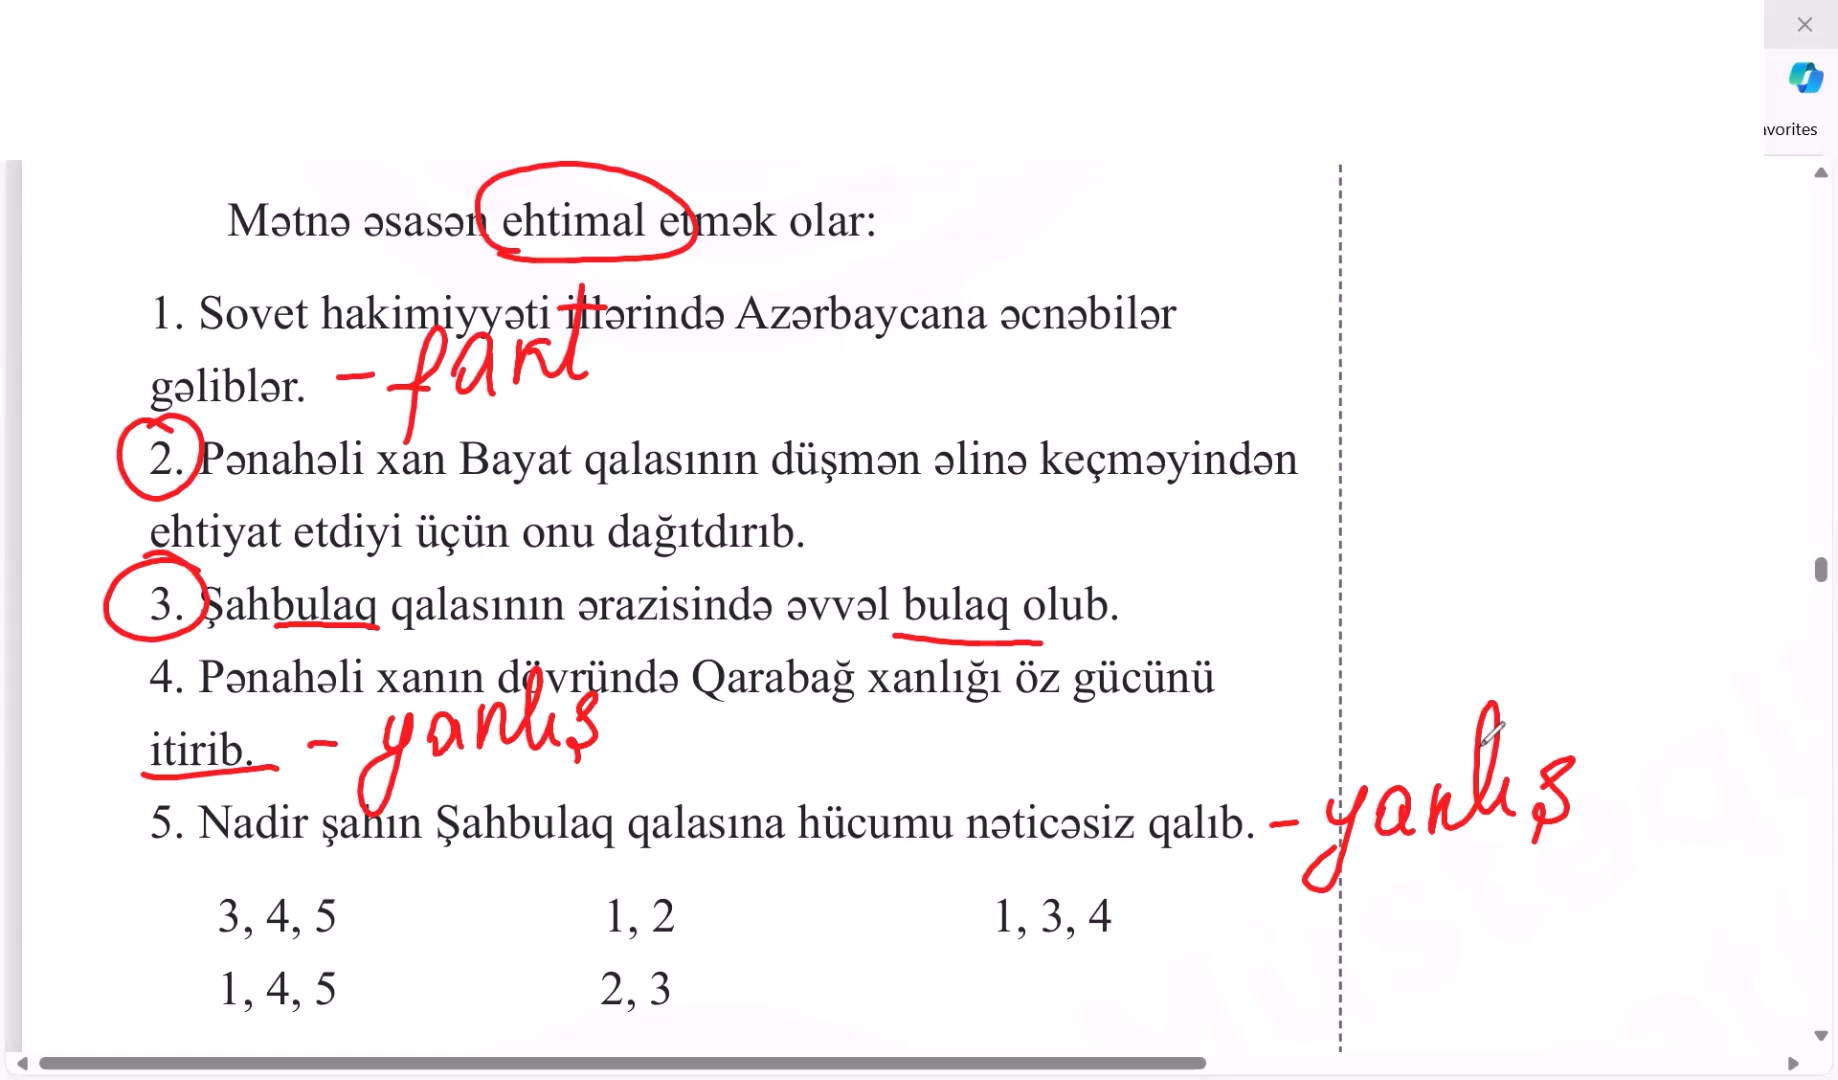 avorites
Mətnə əsasən ehtimal etmək olar:
1. Sovet hakimiyyəti illərində Azərbaycana əcnəbilər
gəliblər. - fakt
2. Pənahəli xan Bayat qalasının düşmən əlinə keçməyindən
ehtiyat etdiyi üçün onu dağıtdırıb.
3. Şahbulaq qalasının ərazisində əvvəl bulaq olub.
4. Pənahəli xanın dövründə Qarabağ xanlığı öz gücünü
itirib. - yanlış
5. Nadir şahın Şahbulaq qalasına hücumu nəticəsiz qalıb. - yanlış
3, 4, 5 1, 2 1, 3, 4
1, 4, 5 2, 3